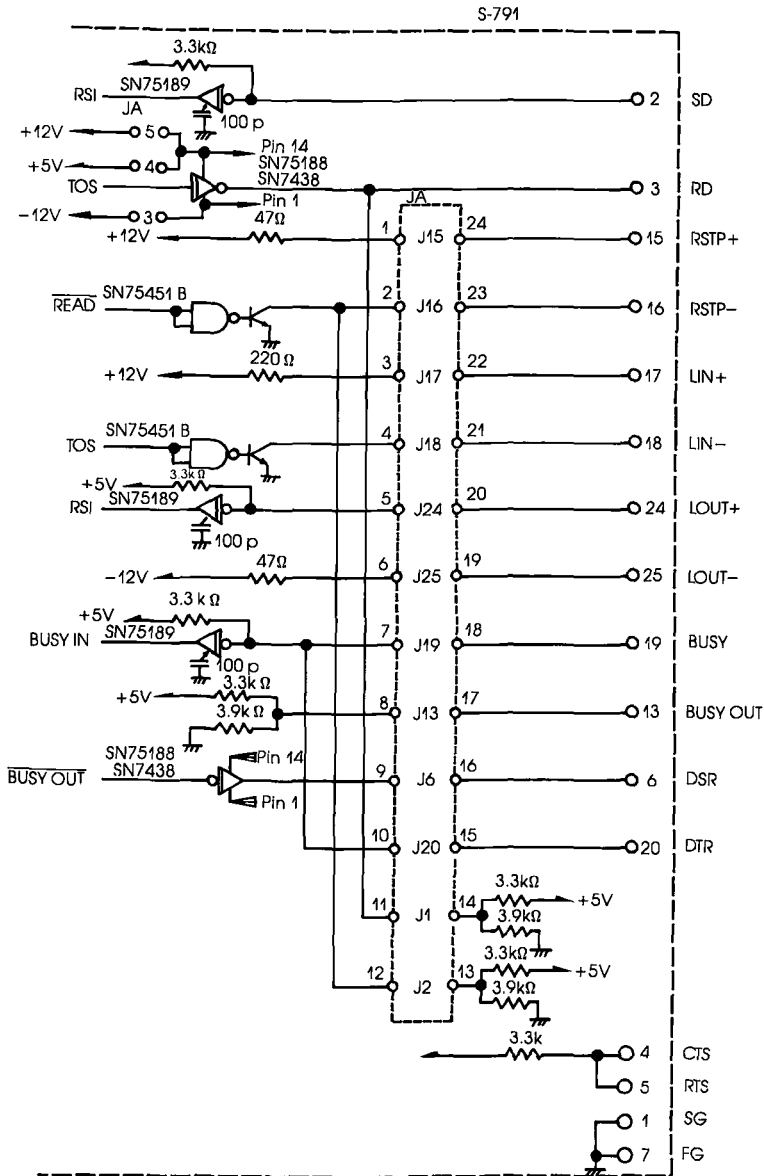 S-791
3.3kΩ
RSI SN75189 2 SD
JA 100 p
+12V 5
Pin 14
+5V 4 SN75188
TOS SN7438 3 RD
Pin 1 JA
-12V 3
47Ω
+12V 1 J15 24 15 RSTP+
READ SN75451 B 2 J16 23 16 RSTP-
220 Ω
+12V 3 J17 22 17 LIN+
TOS SN75451 B 4 J18 21 18 LIN-
+5V 3.3kΩ
RSI SN75189 5 J24 20 24 LOUT+
100 p
47Ω
-12V 6 J25 19 25 LOUT-
3.3 k Ω
+5V
BUSY IN SN75189 7 J19 18 19 BUSY
100 p
3.3k Ω
+5V 8 J13 17 13 BUSY OUT
3.9k Ω
SN75188 Pin 14
BUSY OUT SN7438 9 J6 16 6 DSR
Pin 1
10 J20 15 20 DTR
3.3kΩ
11 J1 14 +5V
3.9kΩ
3.3kΩ
12 J2 13 +5V
3.9kΩ
3.3k
4 CTS
5 RTS
1 SG
7 FG